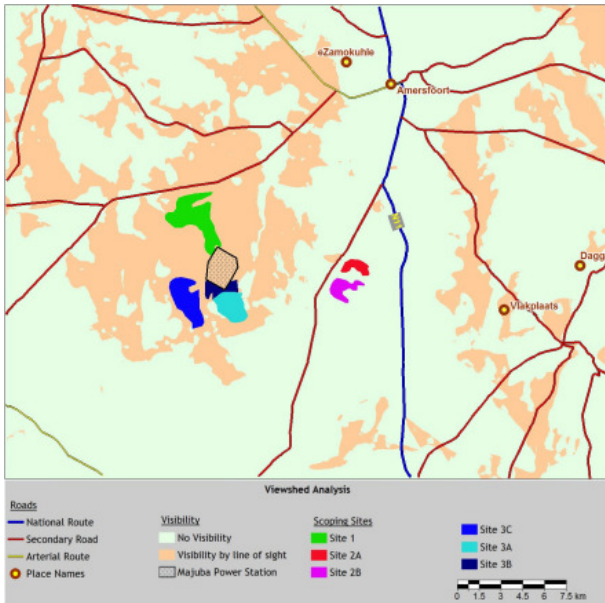 eZamokuhle
Amersfoort
N11
Dagg
Vlakplaats
Viewshed Analysis
Roads
National Route
Secondary Road
Arterial Route
Place Names
Visibility
No Visibility
Visibility by line of sight
Majuba Power Station
Scoping Sites
Site 1
Site 2A
Site 2B
Site 3C
Site 3A
Site 3B
0 1.5 3 4.5 6 7.5 km